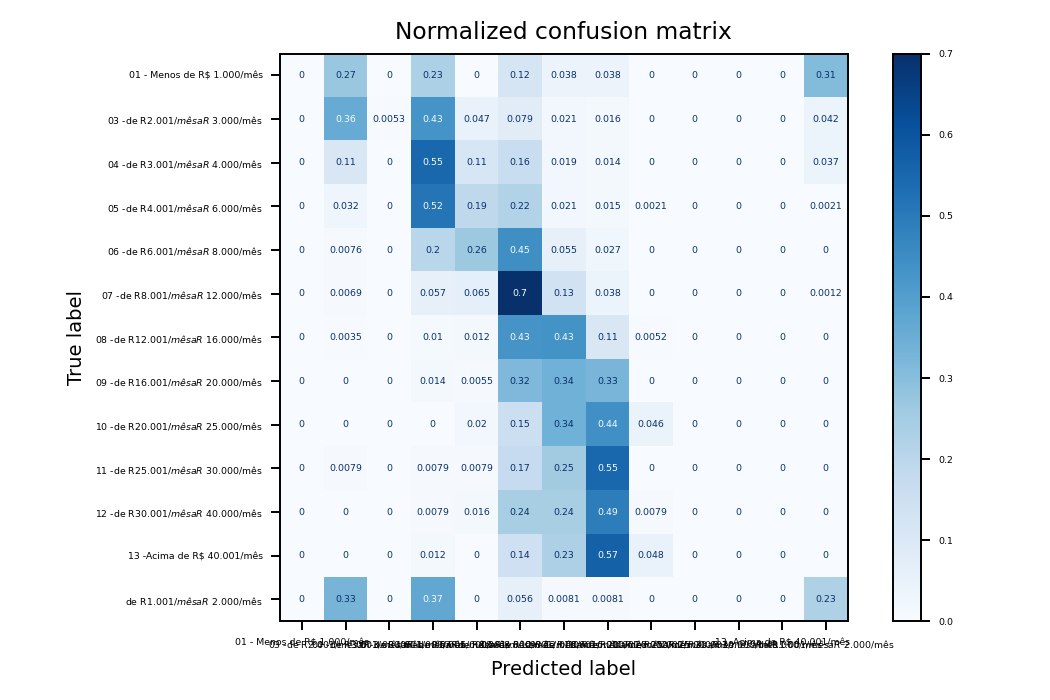 Normalized confusion matrix
01 - Menos de R$ 1.000/mês 0 0.27 0 0.23 0 0.12 0.038 0.038 0 0 0 0 0.31
03 -de R2.001/mêsaR 3.000/mês 0 0.36 0.0053 0.43 0.047 0.079 0.021 0.016 0 0 0 0 0.042
04 -de R3.001/mêsaR 4.000/mês 0 0.11 0 0.55 0.11 0.16 0.019 0.014 0 0 0 0 0.037
05 -de R4.001/mêsaR 6.000/mês 0 0.032 0 0.52 0.19 0.22 0.021 0.015 0.0021 0 0 0 0.0021
06 -de R6.001/mêsaR 8.000/mês 0 0.0076 0 0.2 0.26 0.45 0.055 0.027 0 0 0 0 0
07 -de R8.001/mêsaR 12.000/mês 0 0.0069 0 0.057 0.065 0.7 0.13 0.038 0 0 0 0 0.0012
08 -de R12.001/mêsaR 16.000/mês 0 0.0035 0 0.01 0.012 0.43 0.43 0.11 0.0052 0 0 0 0
09 -de R16.001/mêsaR 20.000/mês 0 0 0 0.014 0.0055 0.32 0.34 0.33 0 0 0 0 0
10 -de R20.001/mêsaR 25.000/mês 0 0 0 0 0.02 0.15 0.34 0.44 0.046 0 0 0 0
11 -de R25.001/mêsaR 30.000/mês 0 0.0079 0 0.0079 0.0079 0.17 0.25 0.55 0 0 0 0 0
12 -de R30.001/mêsaR 40.000/mês 0 0 0 0.0079 0.016 0.24 0.24 0.49 0.0079 0 0 0 0
13 -Acima de R$ 40.001/mês 0 0 0 0.012 0 0.14 0.23 0.57 0.048 0 0 0 0
de R1.001/mêsaR 2.000/mês 0 0.33 0 0.37 0 0.056 0.0081 0.0081 0 0 0 0 0.23
True label
Predicted label
0.7
0.6
0.5
0.4
0.3
0.2
0.1
0.0